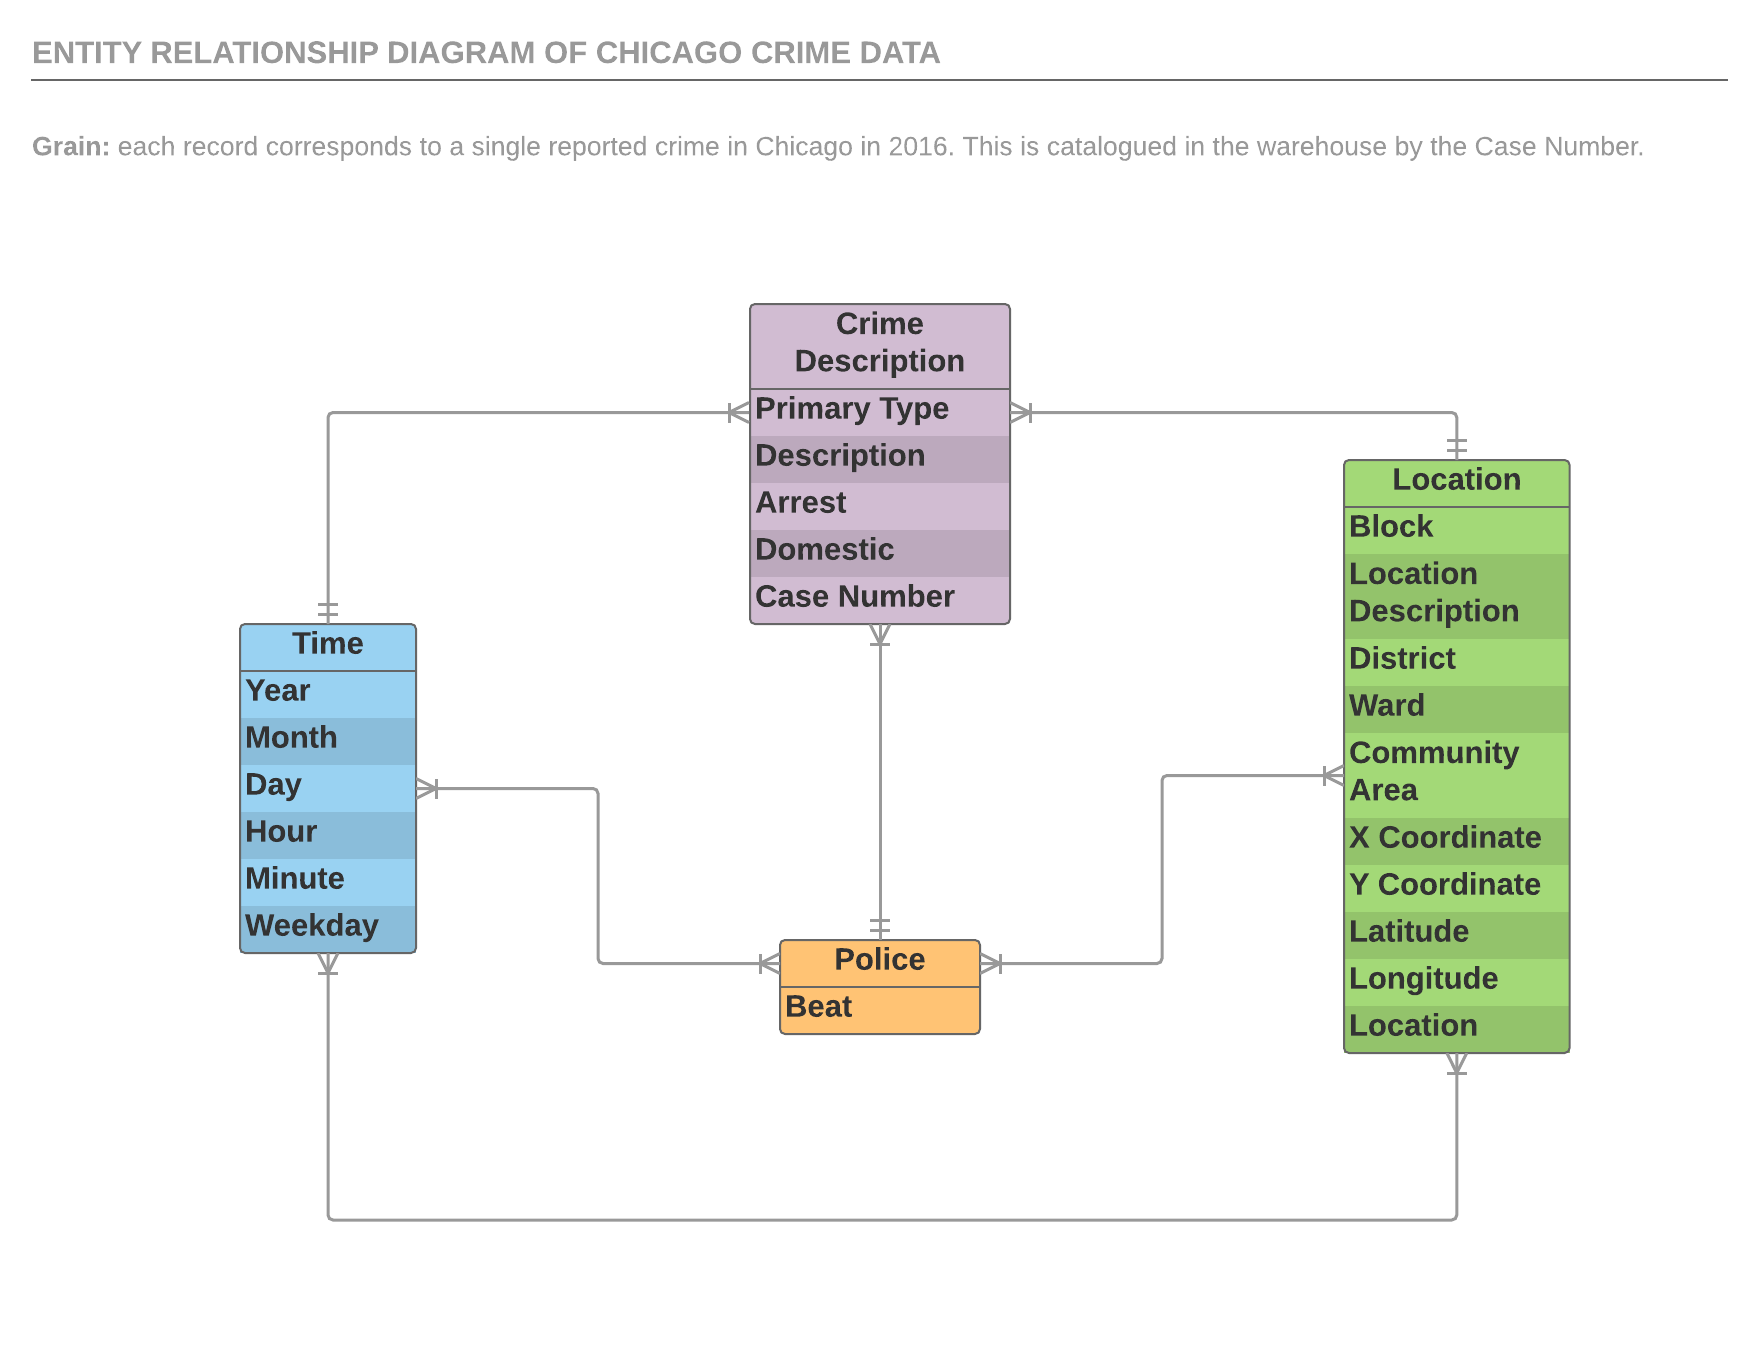 ENTITY RELATIONSHIP DIAGRAM OF CHICAGO CRIME DATA
Grain: each record corresponds to a single reported crime in Chicago in 2016. This is catalogued in the warehouse by the Case Number.
Crime
Description
Primary Type
Description
Arrest
Domestic
Case Number
Time
Year
Month
Day
Hour
Minute
Weekday
Police
Beat
Location
Block
Location
Description
District
Ward
Community
Area
X Coordinate
Y Coordinate
Latitude
Longitude
Location